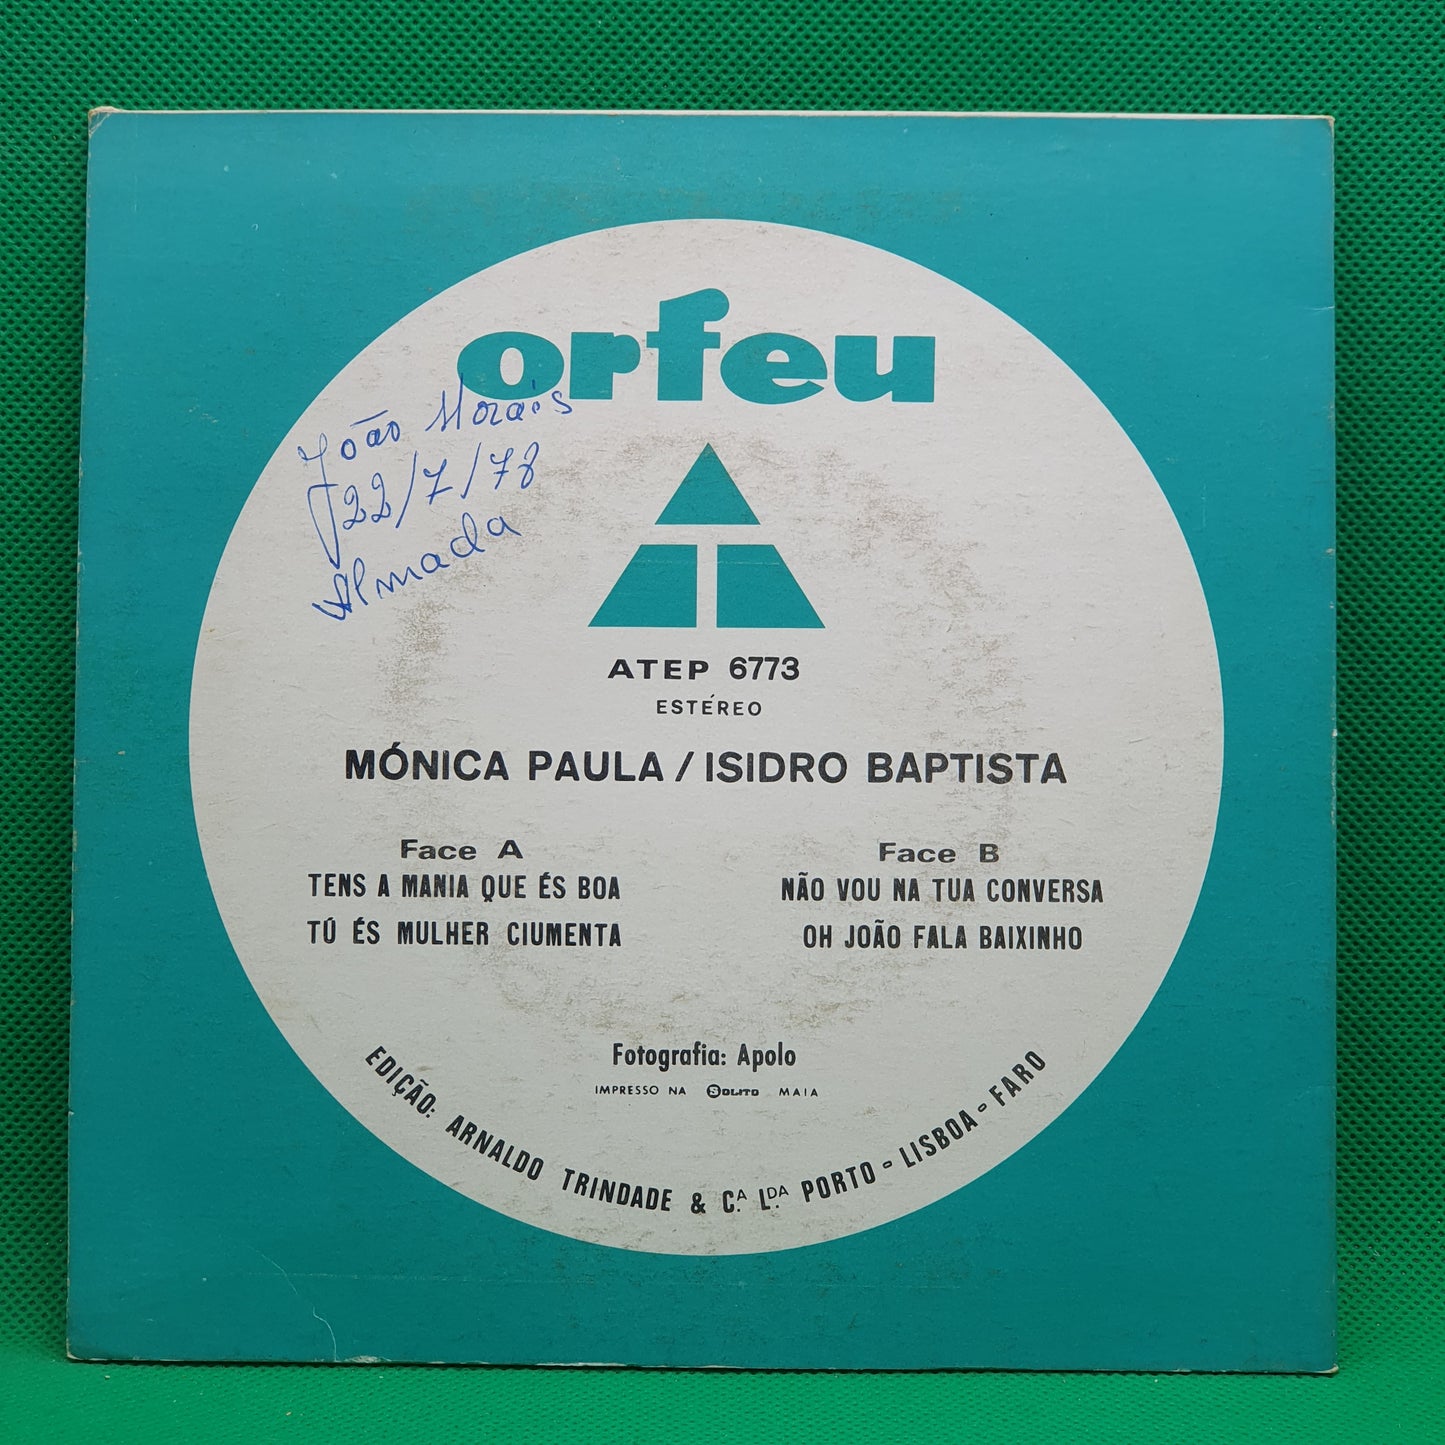 orfeu
João Morais
22/7/78
Almada
ATEP 6773
ESTÉREO
MÓNICA PAULA / ISIDRO BAPTISTA
Face A
TENS A MANIA QUE ÉS BOA
TÚ ÉS MULHER CIUMENTA
Face B
NÃO VOU NA TUA CONVERSA
OH JOÃO FALA BAIXINHO
Fotografia: Apolo
IMPRESSO NA SOLITO MAIA
EDIÇÃO: ARNALDO TRINDADE & C.ª L.DA PORTO - LISBOA - FARO